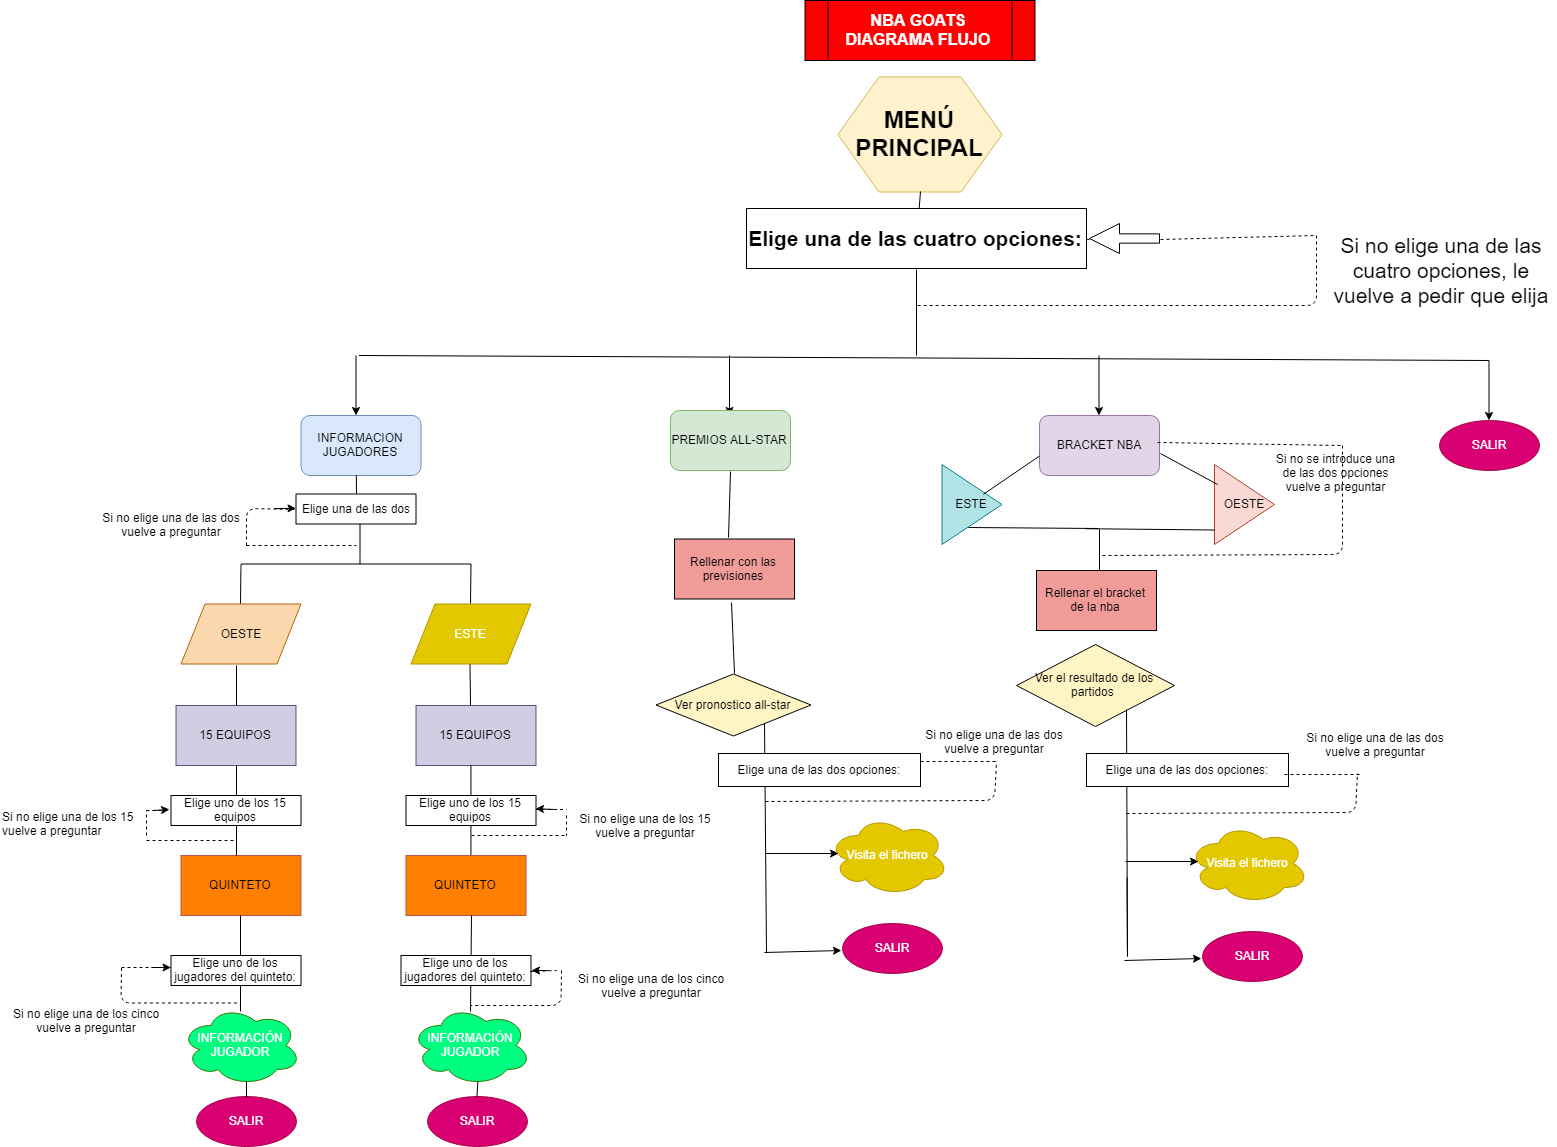 NBA GOATS
DIAGRAMA FLUJO
MENÚ
PRINCIPAL
Elige una de las cuatro opciones:
Si no elige una de las
cuatro opciones, le
vuelve a pedir que elija
INFORMACION
JUGADORES
PREMIOS ALL-STAR
BRACKET NBA
SALIR
Si no se introduce una
de las dos opciones
vuelve a preguntar
ESTE
OESTE
Elige una de las dos
Si no elige una de las dos
vuelve a preguntar
Rellenar con las
previsiones
Rellenar el bracket
de la nba
OESTE
ESTE
Ver pronostico all-star
Ver el resultado de los
partidos
15 EQUIPOS
15 EQUIPOS
Si no elige una de las dos
vuelve a preguntar
Si no elige una de las dos
vuelve a preguntar
Elige una de las dos opciones:
Elige una de las dos opciones:
Elige uno de los 15
equipos
Elige uno de los 15
equipos
Si no elige una de los 15
vuelve a preguntar
Si no elige una de los 15
vuelve a preguntar
Visita el fichero
Visita el fichero
QUINTETO
QUINTETO
SALIR
SALIR
Elige uno de los
jugadores del quinteto:
Elige uno de los
jugadores del quinteto:
Si no elige una de los cinco
vuelve a preguntar
Si no elige una de los cinco
vuelve a preguntar
INFORMACIÓN
JUGADOR
INFORMACIÓN
JUGADOR
SALIR
SALIR